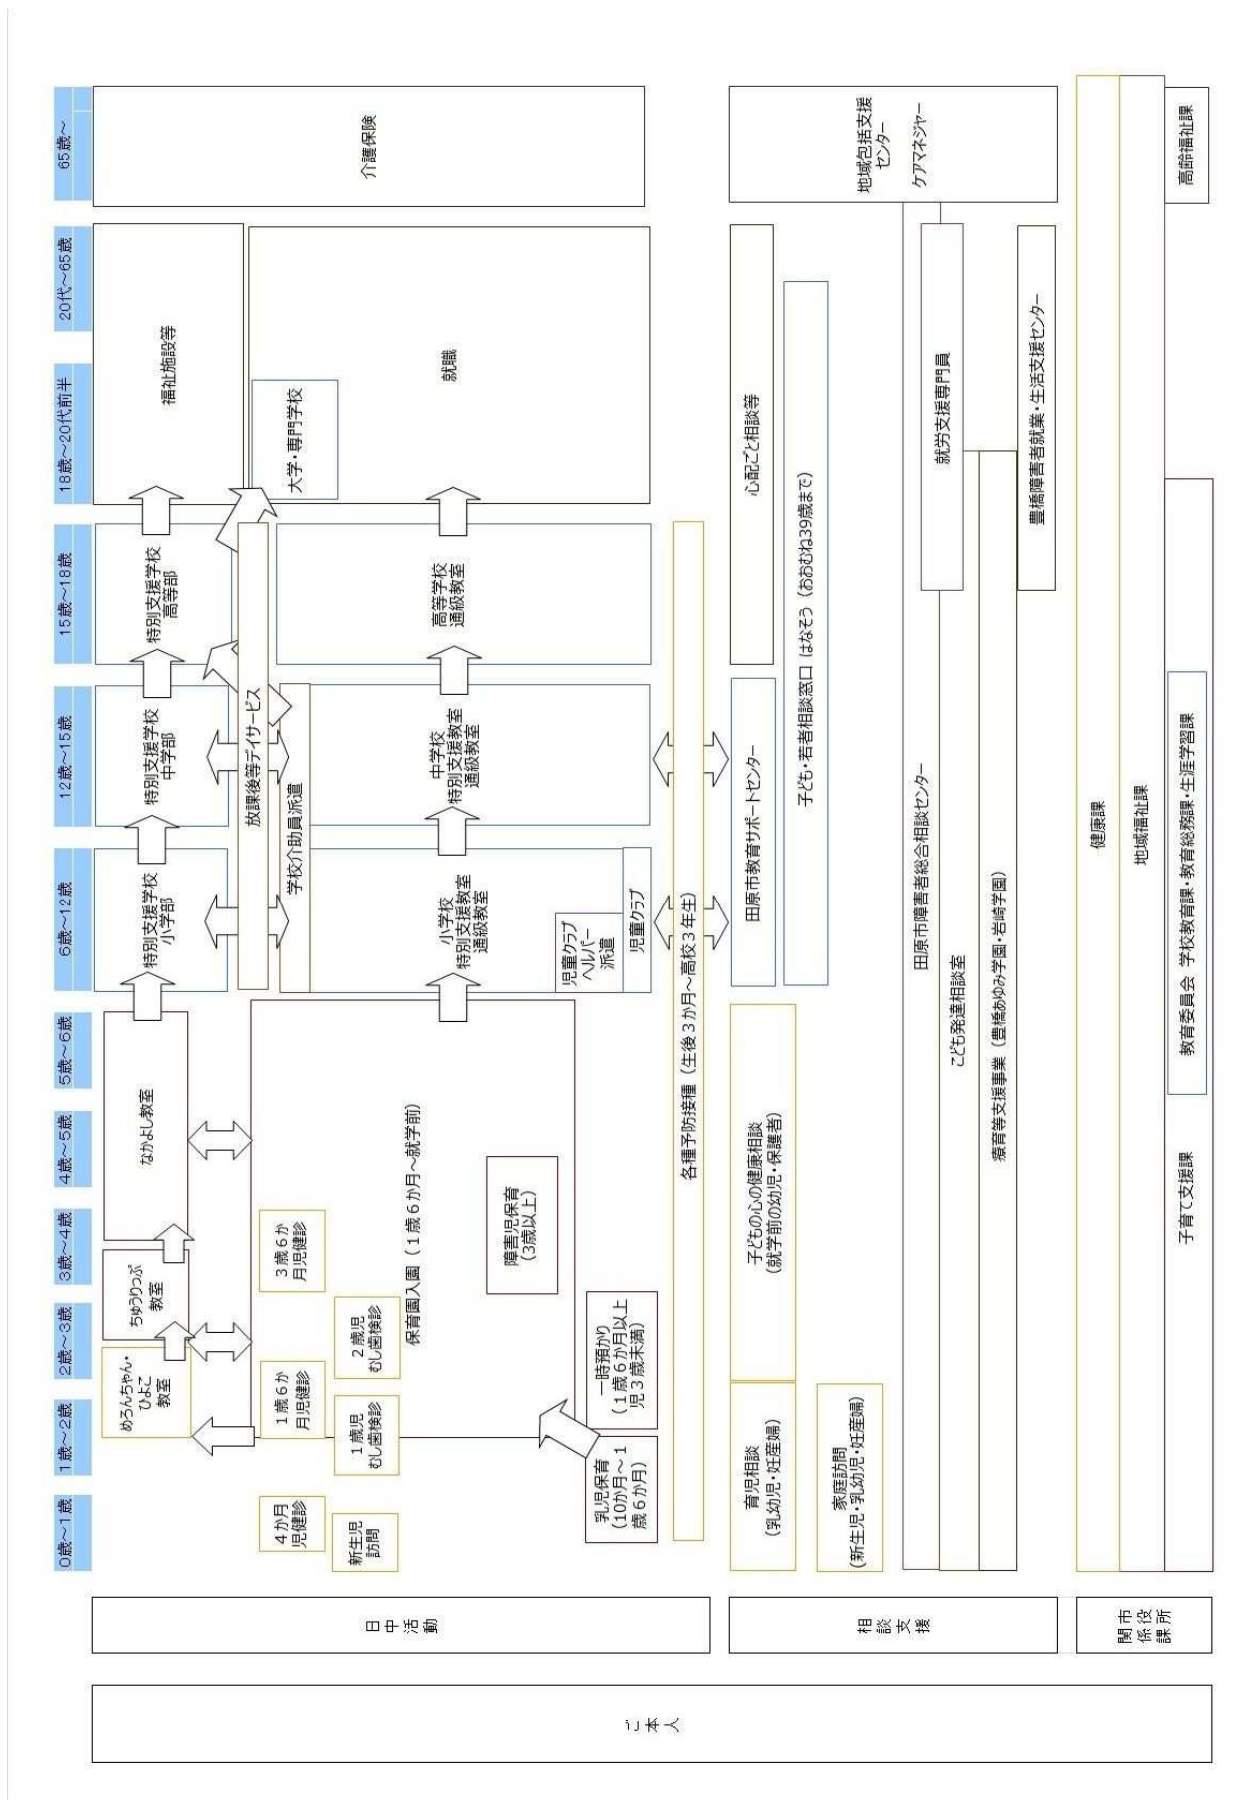 0歳～1歳
1歳～2歳
2歳～3歳
3歳～4歳
4歳～5歳
5歳～6歳
6歳～12歳
12歳～15歳
15歳～18歳
18歳～20代前半
20代～65歳
65歳～
ご本人
日中活動
めろんちゃん・
ひよこ
教室
ちゅうりっぷ
教室
なかよし教室
特別支援学校
小学部
特別支援学校
中学部
特別支援学校
高等部
福祉施設等
介護保険
放課後等デイサービス
学校介助員派遣
大学・専門学校
就職
4か月
児健診
新生児
訪問
1歳6か
月児健診
1歳児
むし歯検診
2歳児
むし歯検診
3歳6か
月児健診
保育園入園（1歳6か月～就学前）
障害児保育
（3歳以上）
乳児保育
（10か月～1
歳6か月）
一時預かり
（1歳6か月以上
児3歳未満）
小学校
特別支援教室
通級教室
児童クラブ
ヘルパー
派遣
児童クラブ
中学校
特別支援教室
通級教室
高等学校
通級教室
各種予防接種（生後3か月～高校3年生）
相談支援
育児相談
（乳幼児・妊産婦）
子どもの心の健康相談
（就学前の幼児・保護者）
田原市教育サポートセンター
心配ごと相談等
子ども・若者相談窓口（はなそう（おおむね39歳まで）
家庭訪問
（新生児・乳幼児・妊産婦）
田原市障害者総合相談センター
就労支援専門員
こども発達相談室
療育等支援事業（豊橋あゆみ学園・岩崎学園）
豊橋障害者就業・生活支援センター
地域包括支援
センター
ケアマネジャー
関係課
市役所
健康課
地域福祉課
子育て支援課
教育委員会 学校教育課・教育総務課・生涯学習課
高齢福祉課